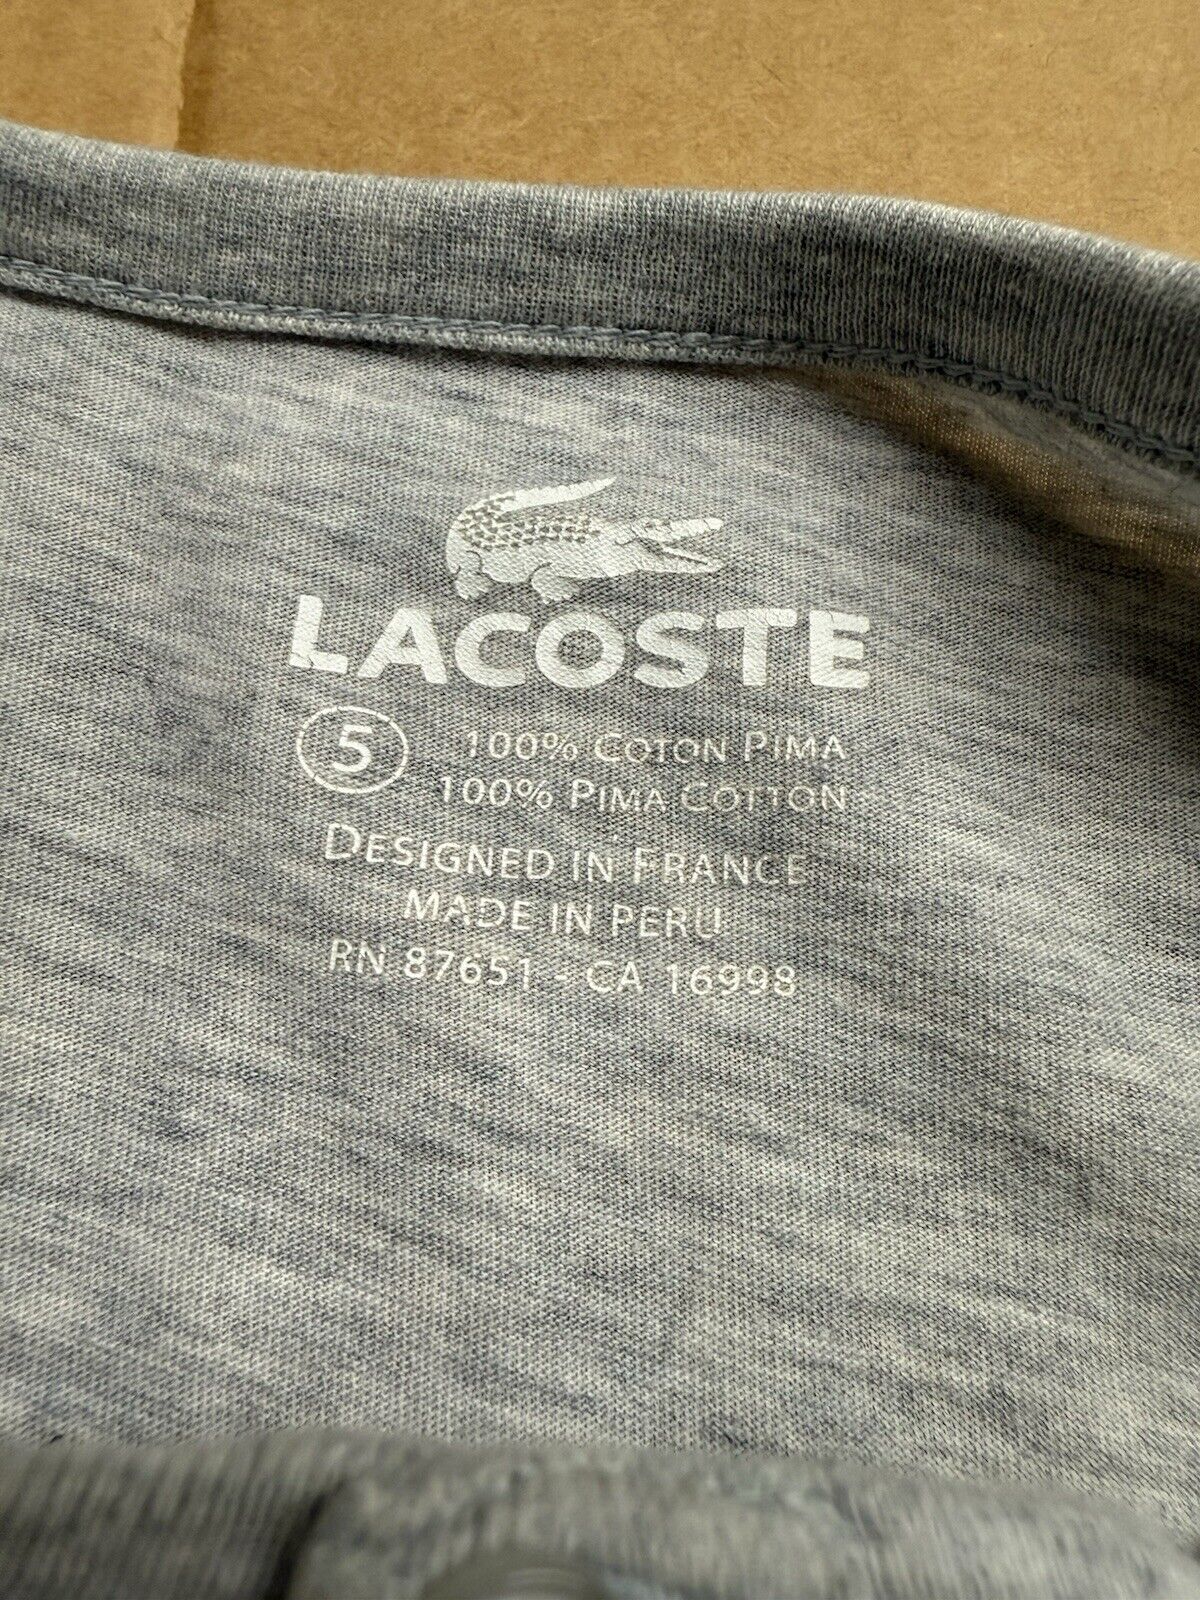 LACOSTE
5 100% COTON PIMA
100% PIMA COTTON
DESIGNED IN FRANCE
MADE IN PERU
RN 87651 - CA 16998